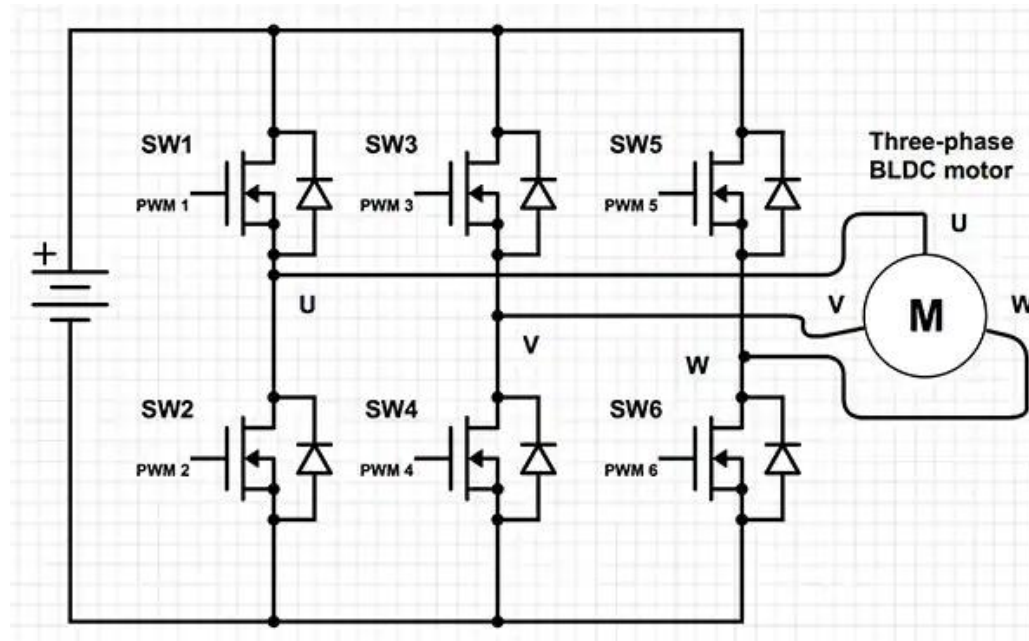 SW1
SW3
SW5
Three-phase
BLDC motor
PWM 1
PWM 3
PWM 5
U
+
U
V
M
W
V
W
SW2
SW4
SW6
PWM 2
PWM 4
PWM 6